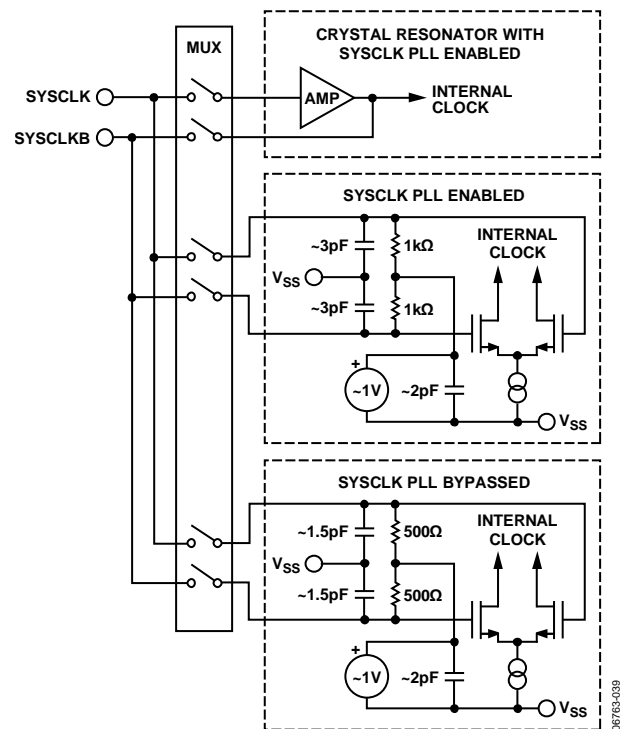 MUX
CRYSTAL RESONATOR WITH
SYSCLK PLL ENABLED
SYSCLK
SYSCLKB
AMP
INTERNAL
CLOCK
SYSCLK PLL ENABLED
~3pF
1kΩ
INTERNAL
CLOCK
VSS
~3pF
1kΩ
+
~1V
~2pF
VSS
SYSCLK PLL BYPASSED
~1.5pF
500Ω
INTERNAL
CLOCK
VSS
~1.5pF
500Ω
+
~1V
~2pF
VSS
06763-039